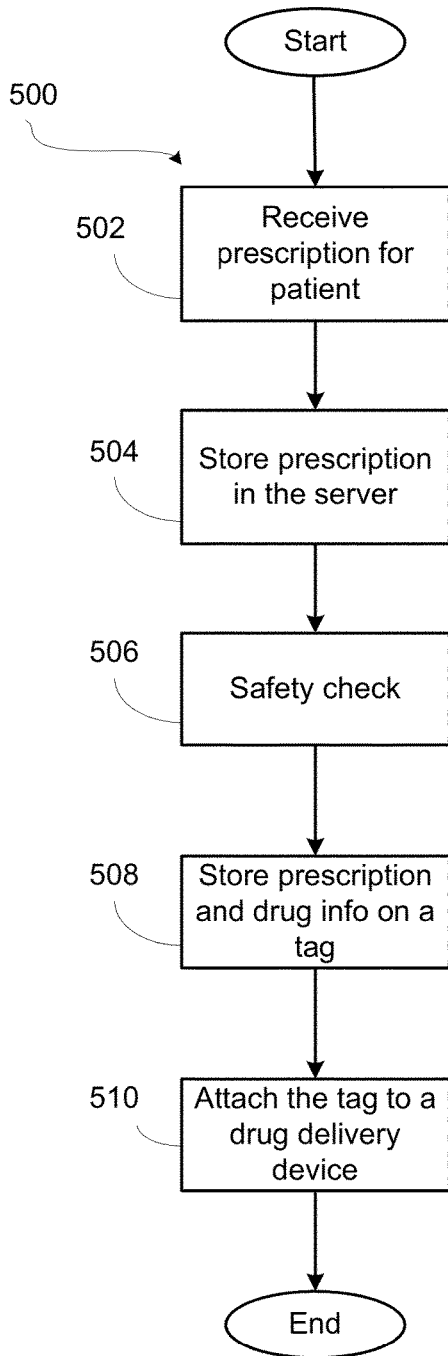 Start
500
502
Receive
prescription for
patient
504
Store prescription
in the server
506
Safety check
508
Store prescription
and drug info on a
tag
510
Attach the tag to a
drug delivery
device
End